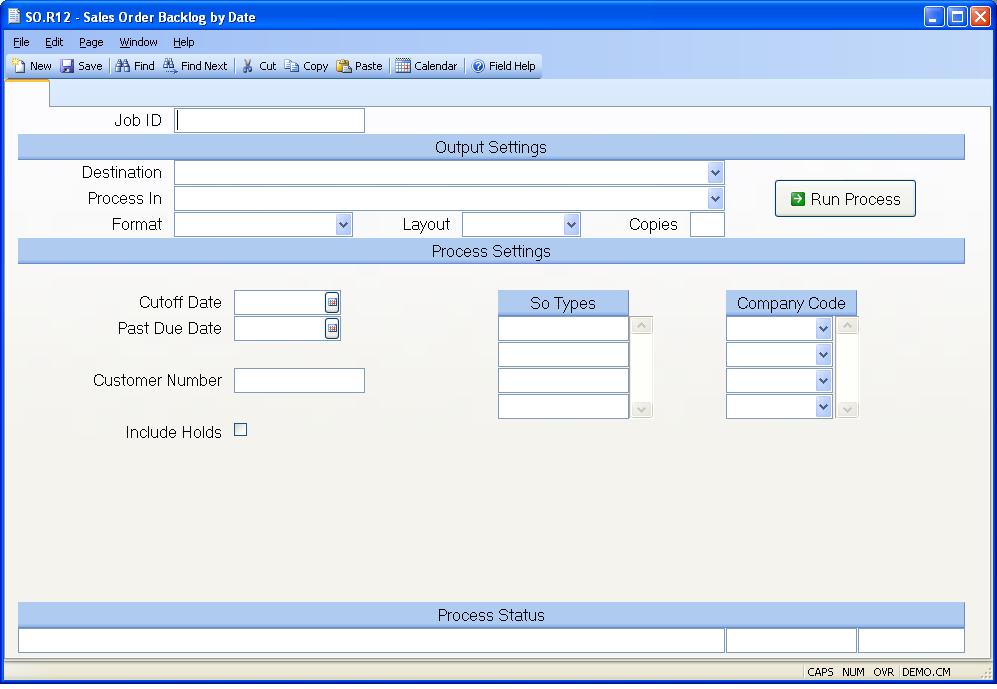 SO.R12 - Sales Order Backlog by Date
File Edit Page Window Help
New Save Find Find Next Cut Copy Paste Calendar Field Help
Job ID
Output Settings
Destination
Process In
Run Process
Format Layout Copies
Process Settings
Cutoff Date So Types Company Code
Past Due Date
Customer Number
Include Holds
Process Status
CAPS NUM OVR DEMO.CM